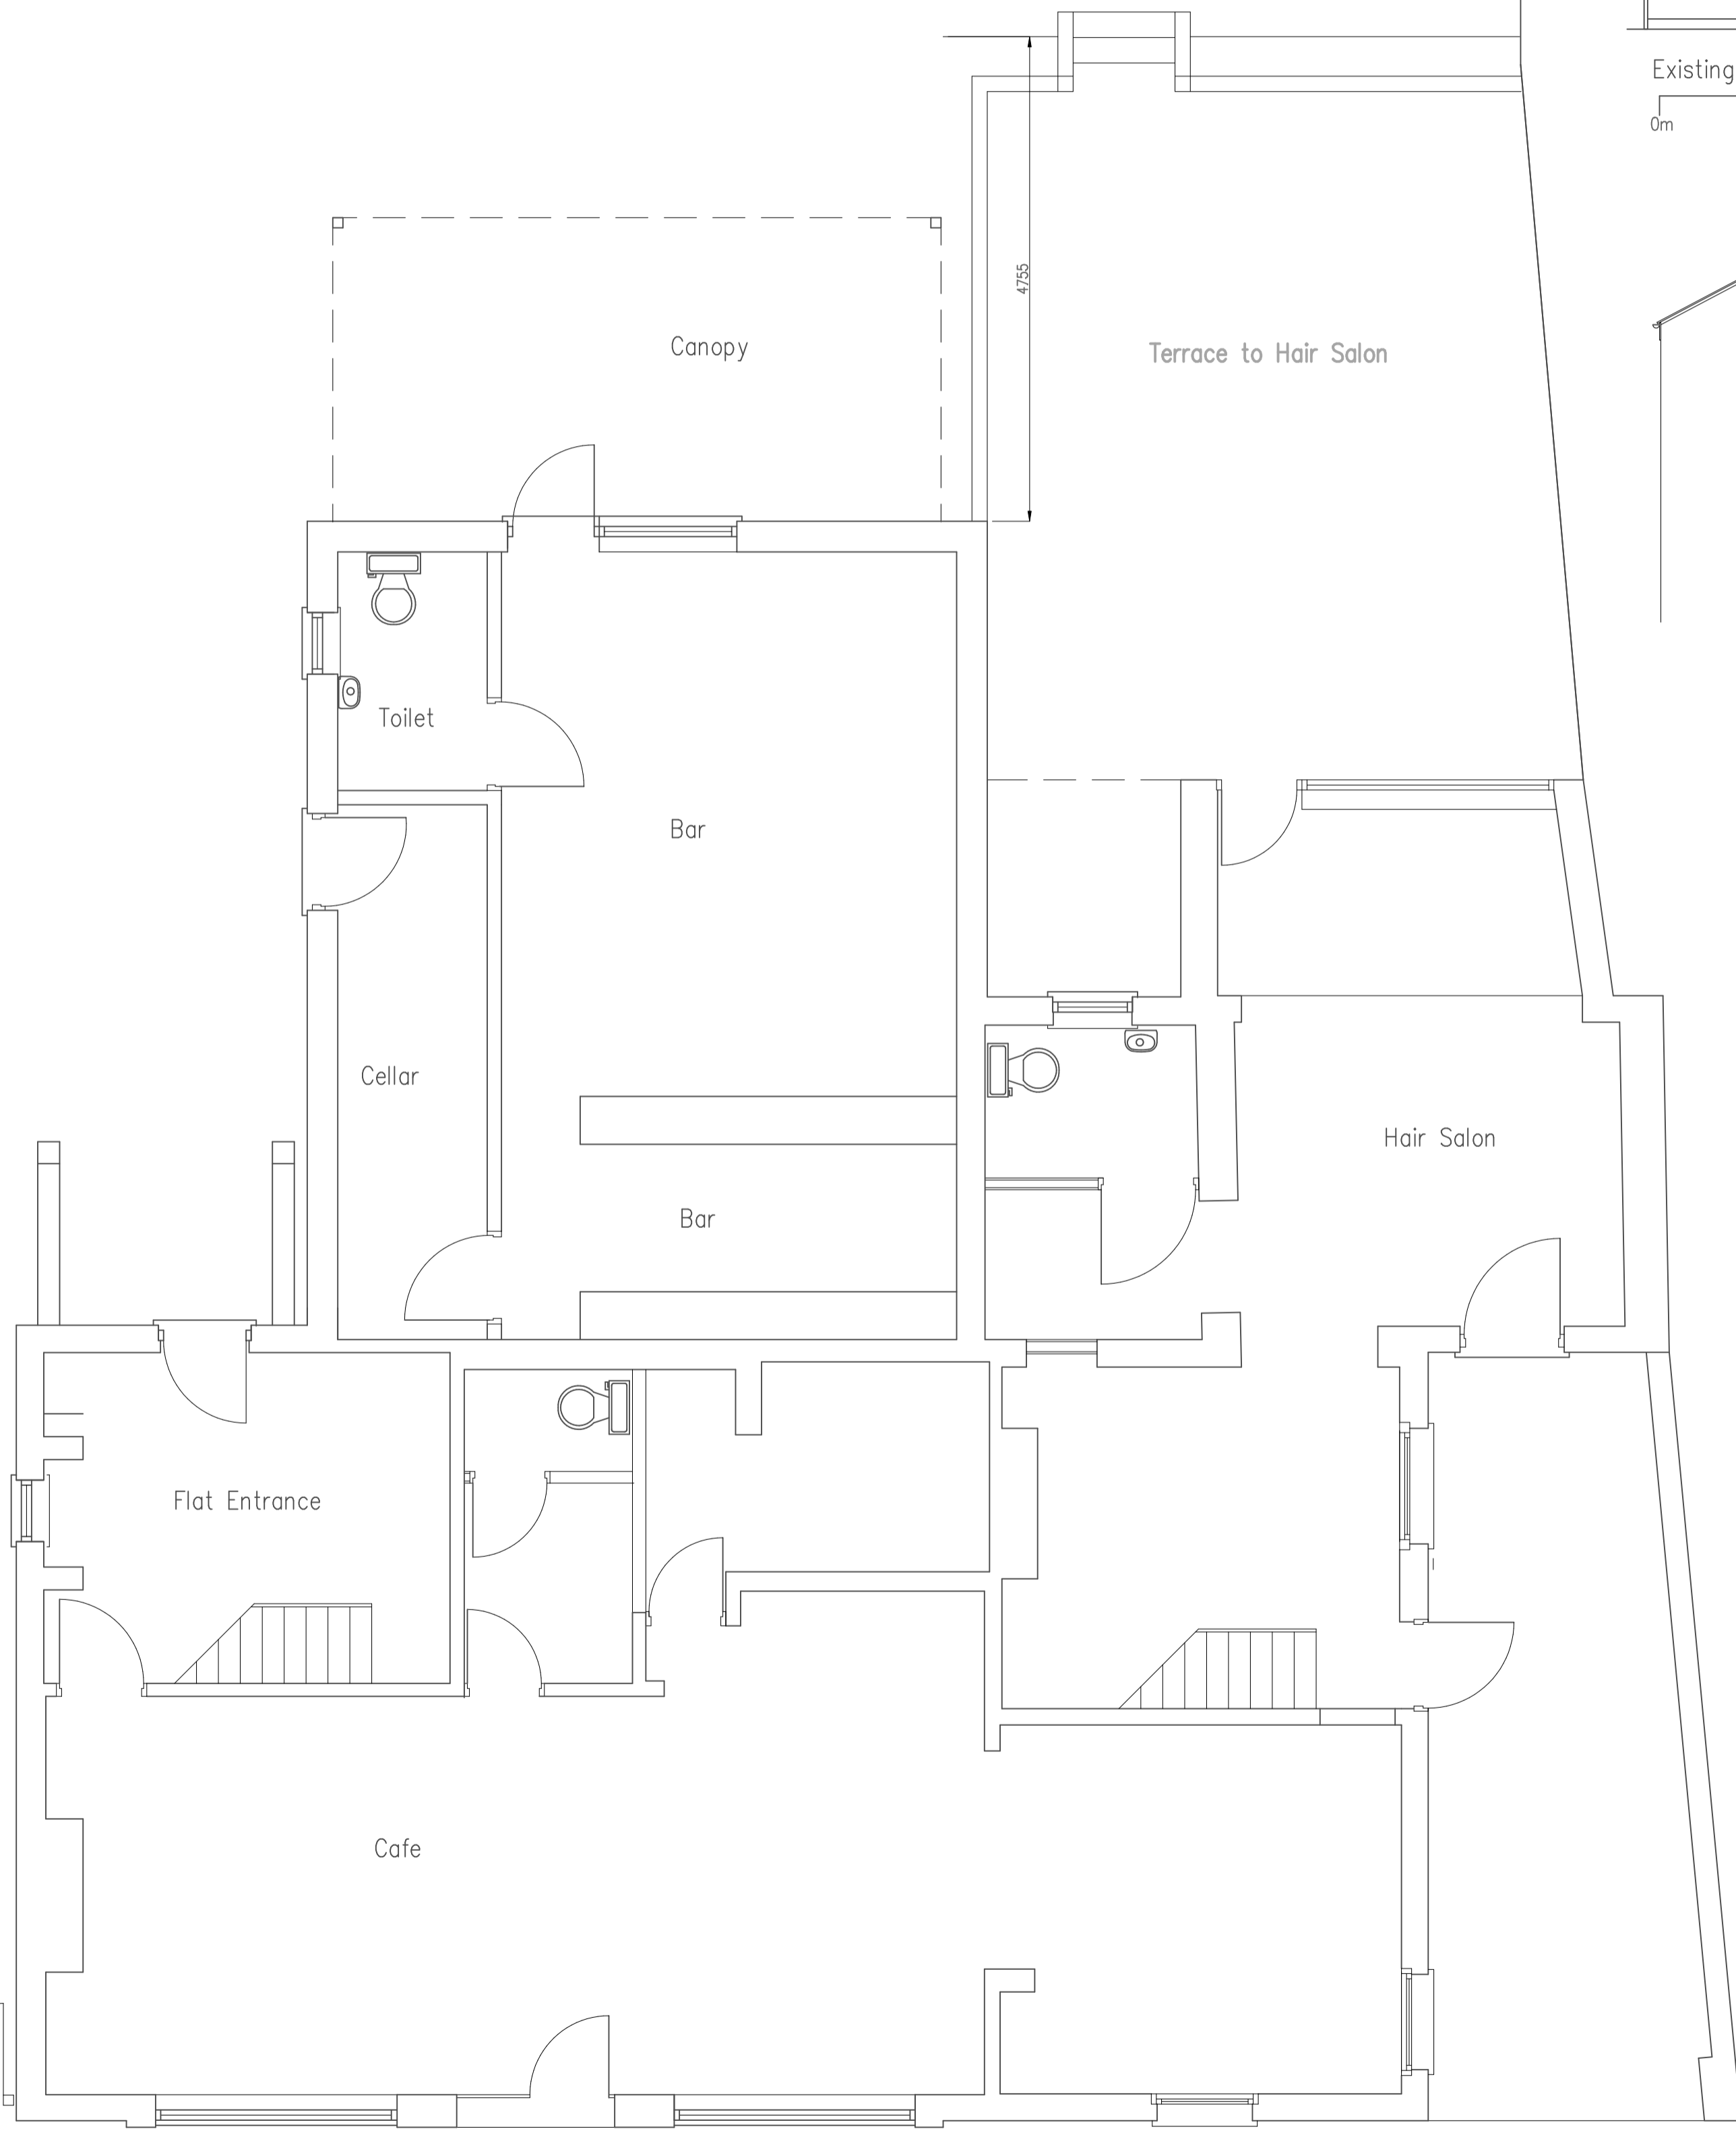 Existing
0m
4755
Canopy
Terrace to Hair Salon
Toilet
Bar
Cellar
Hair Salon
Bar
Flat Entrance
Cafe